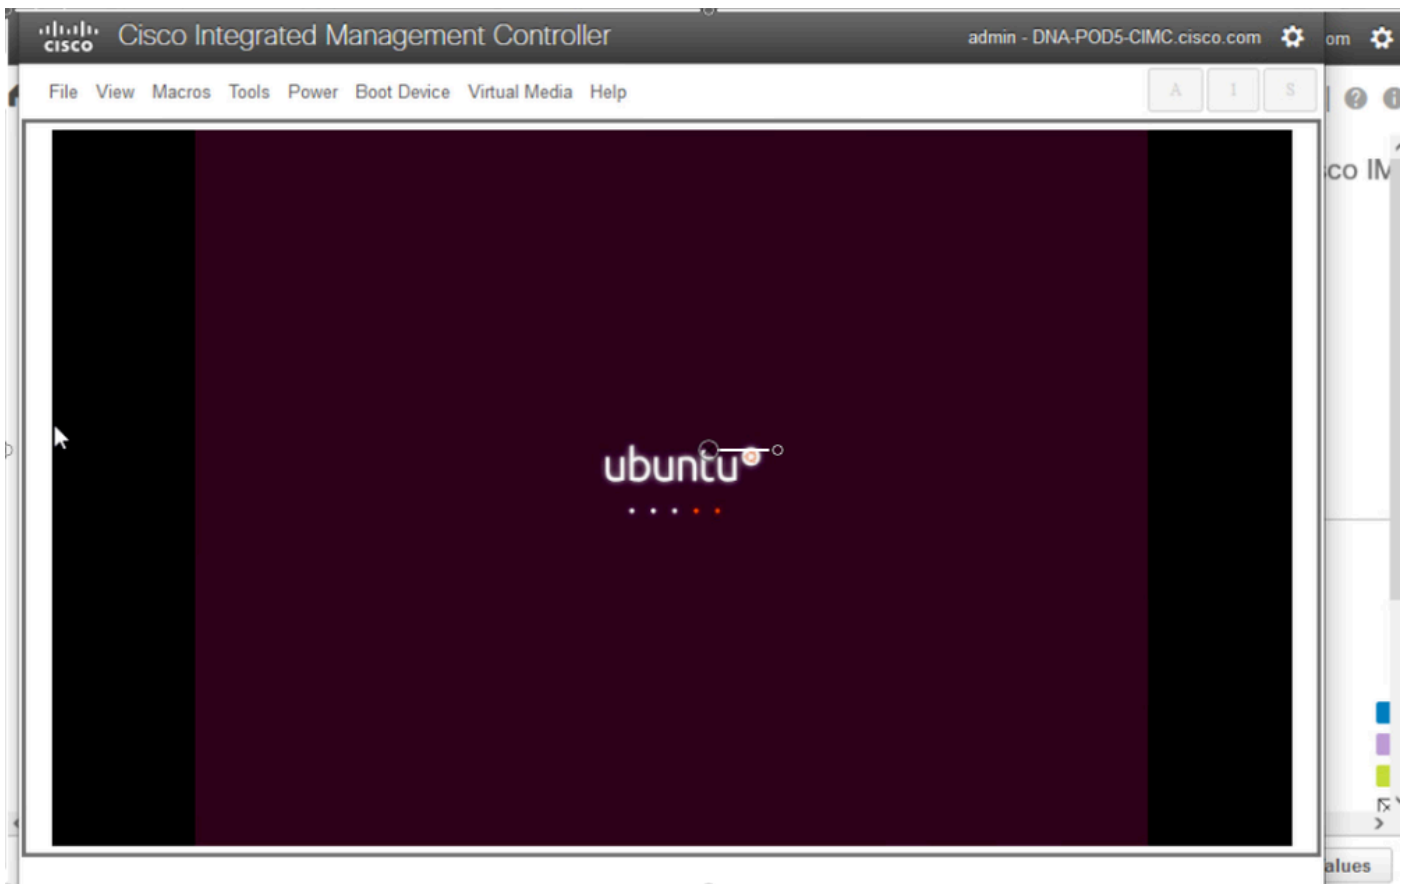 cisco Cisco Integrated Management Controller admin - DNA-POD5-CIMC.cisco.com om
File View Macros Tools Power Boot Device Virtual Media Help A I S
co IM
ubuntu
alues